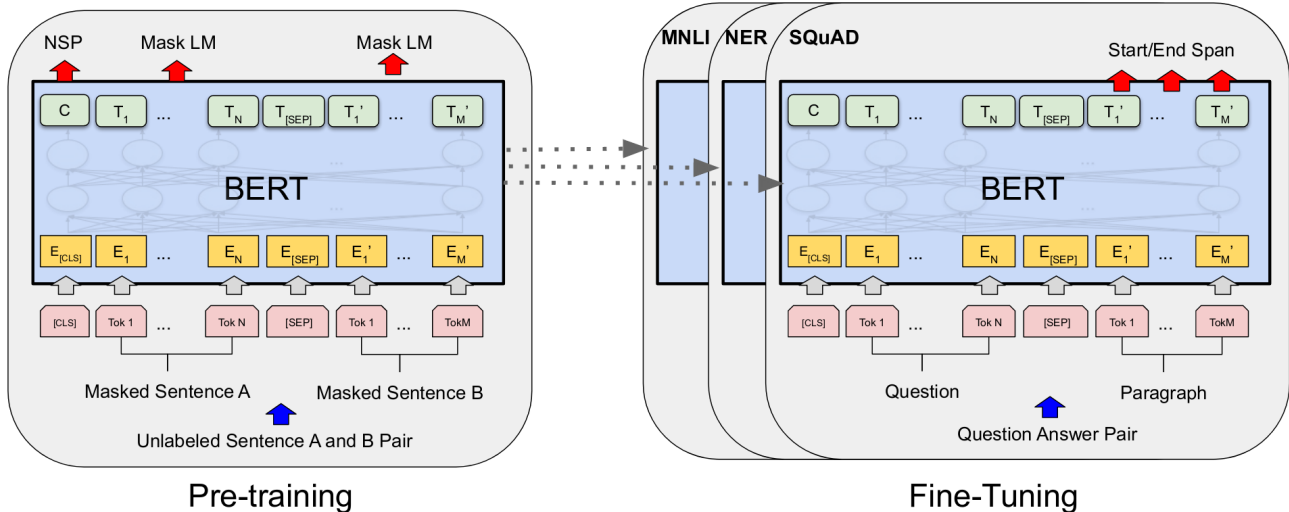 NSP Mask LM Mask LM
C T1 ... TN T[SEP] T1’ ... TM’
...
BERT
...
E[CLS] E1 ... EN E[SEP] E1’ ... EM’
[CLS] Tok 1 ... Tok N [SEP] Tok 1 ... TokM
Masked Sentence A Masked Sentence B
Unlabeled Sentence A and B Pair
Pre-training
MNLI NER SQuAD
Start/End Span
C T1 ... TN T[SEP] T1’ ... TM’
...
BERT
...
E[CLS] E1 ... EN E[SEP] E1’ ... EM’
[CLS] Tok 1 ... Tok N [SEP] Tok 1 ... TokM
Question Paragraph
Question Answer Pair
Fine-Tuning